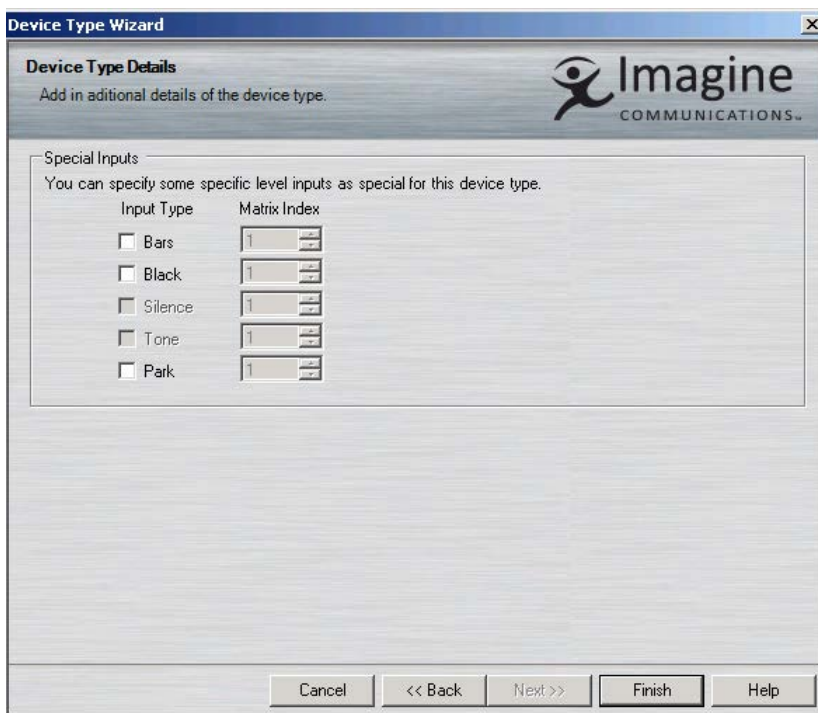 Device Type Wizard
Device Type Details
Add in aditional details of the device type.
Imagine
COMMUNICATIONS™
Special Inputs
You can specify some specific level inputs as special for this device type.
Input Type Matrix Index
Bars 1
Black 1
Silence 1
Tone 1
Park 1
Cancel << Back Next >> Finish Help